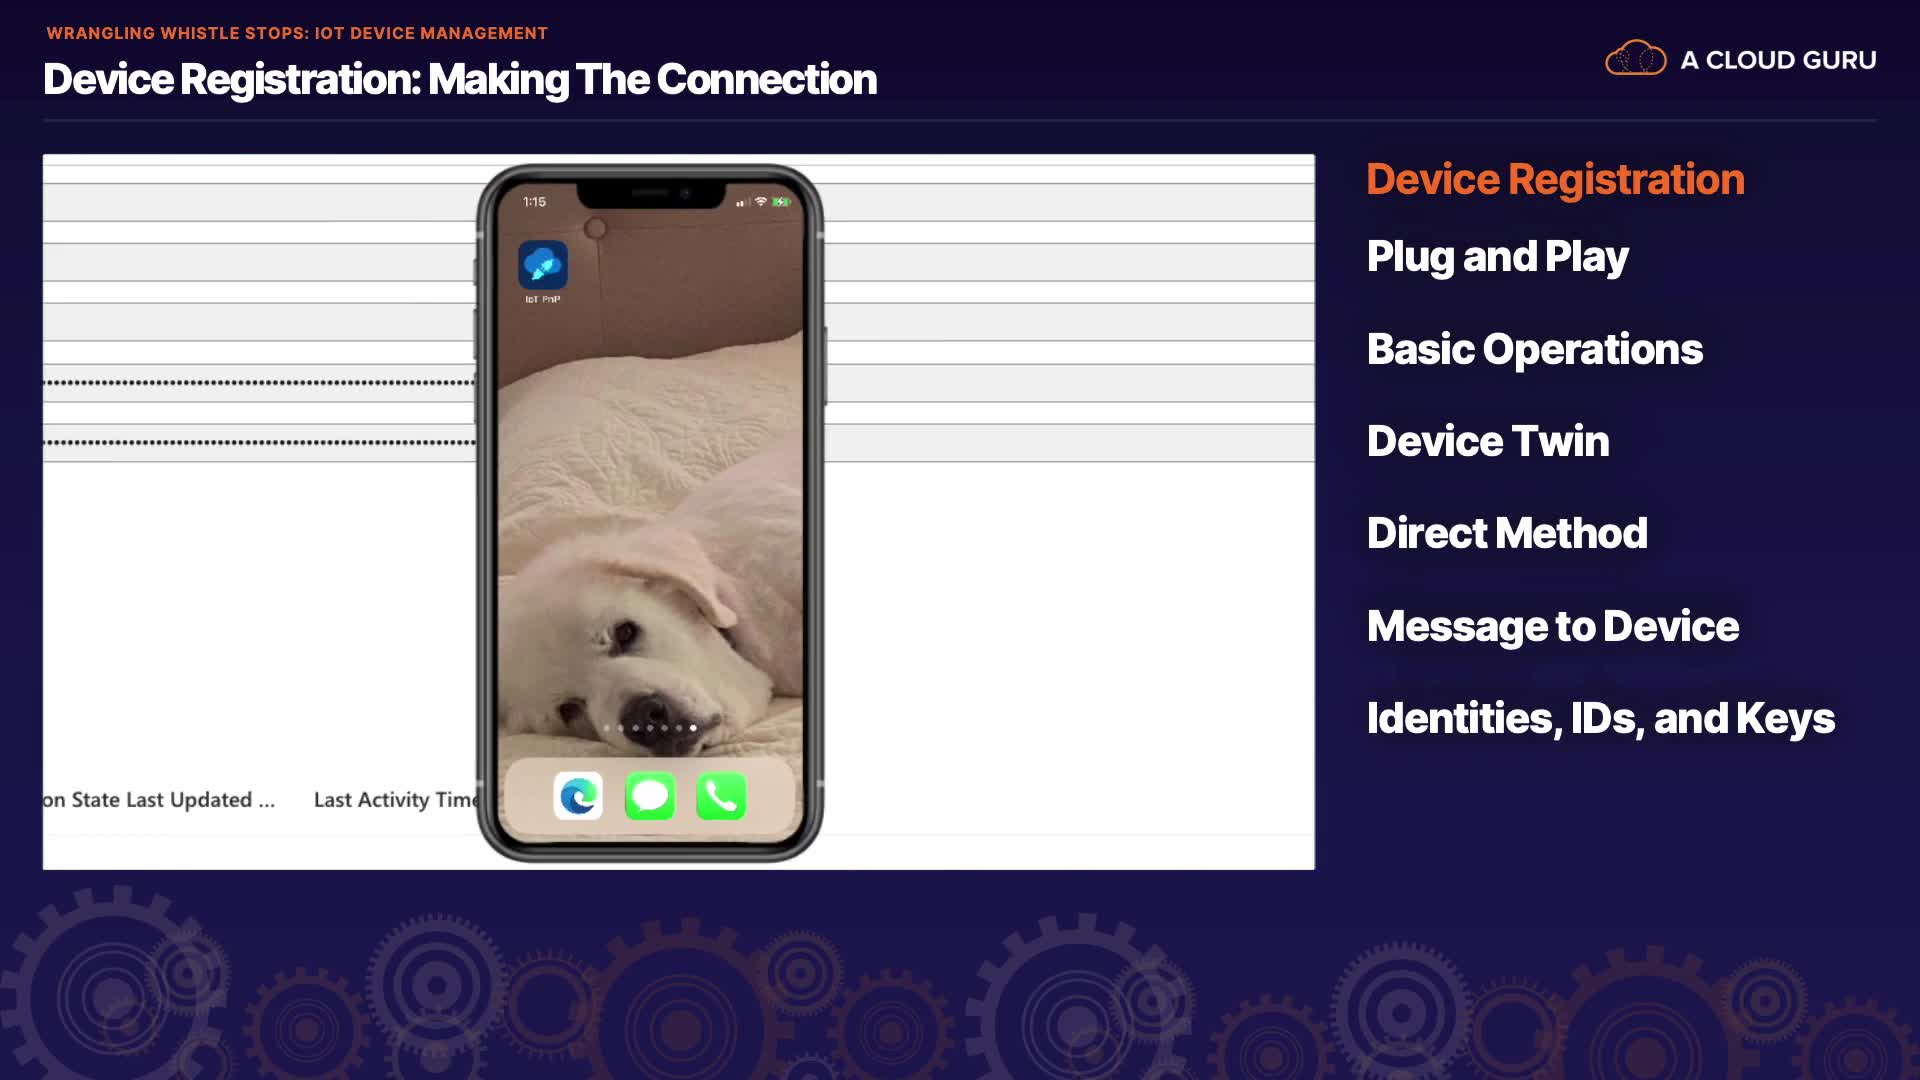 WRANGLING WHISTLE STOPS: IOT DEVICE MANAGEMENT
Device Registration: Making The Connection
A CLOUD GURU
1:15
IoT PnP
on State Last Updated ...
Last Activity Time
Device Registration
Plug and Play
Basic Operations
Device Twin
Direct Method
Message to Device
Identities, IDs, and Keys